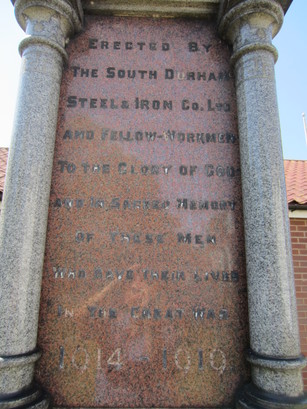 ERECTED BY
THE SOUTH DURHAM
STEEL & IRON CO. LTD
AND FELLOW-WORKMEN
TO THE GLORY OF GOD
AND IN SACRED MEMORY
OF THOSE MEN
WHO GAVE THEIR LIVES
IN THE GREAT WAR
1914 - 1919